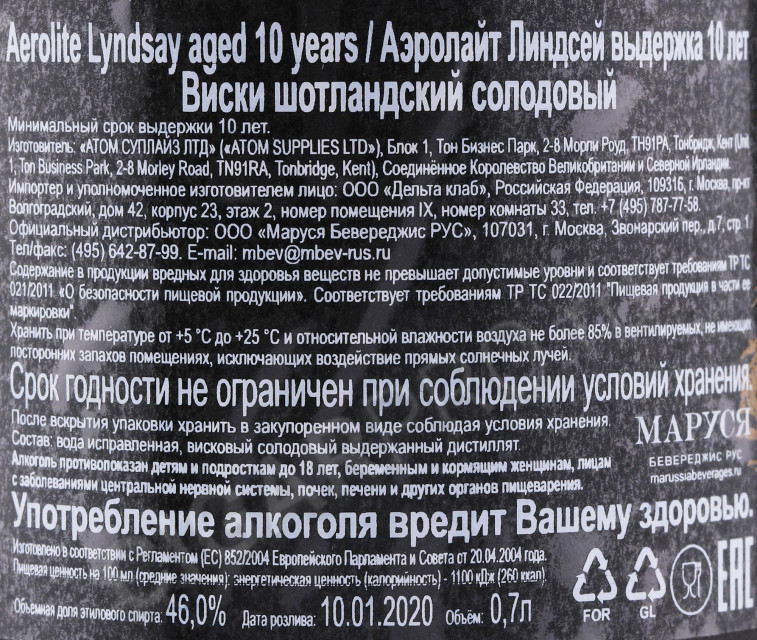 Aerolite Lyndsay aged 10 years / Аэролайт Линдсей выдержка 10 лет
Виски шотландский солодовый
Минимальный срок выдержки 10 лет.
Изготовитель: «АТОМ СУПЛАЙЗ ЛТД» («ATOM SUPPLIES LTD»), Блок 1, Тон Бизнес Парк, 2-8 Морли Роуд, TH91PA, Тонбридж, Кент (Unit
1, Ton Business Park, 2-8 Morley Road, TN91RA, Tonbridge, Kent), Соединённое Королевство Великобритании и Северной Ирландии.
Импортер и уполномоченное изготовителем лицо: ООО «Дельта клаб», Российская Федерация, 109316, г. Москва, пр-кт
Волгоградский, дом 42, корпус 23, этаж 2, номер помещения IX, номер комнаты 33, тел. +7 (495) 787-77-58.
Официальный дистрибьютор: ООО «Маруся Бевереджис РУС», 107031, г. Москва, Звонарский пер., д.7, стр. 1
Тел/факс: (495) 642-87-99. E-mail: mbev@mbev-rus.ru
Содержание в продукции вредных для здоровья веществ не превышает допустимые уровни и соответствует требованиям ТР ТС
021/2011 «О безопасности пищевой продукции». Соответствует требованиям ТР ТС 022/2011 "Пищевая продукция в части ее
маркировки"
Хранить при температуре от +5 °С до +25 °С и относительной влажности воздуха не более 85% в вентилируемых, не имеющих
посторонних запахов помещениях, исключающих воздействие прямых солнечных лучей.
Срок годности не ограничен при соблюдении условий хранения.
После вскрытия упаковки хранить в закупоренном виде соблюдая условия хранения.
Состав: вода исправленная, висковый солодовый выдержанный дистиллят.
МАРУСЯ
БЕВЕРЕДЖИС РУС
marussiabeverages.ru
Алкоголь противопоказан детям и подросткам до 18 лет, беременным и кормящим женщинам, лицам
с заболеваниями центральной нервной системы, почек, печени и других органов пищеварения.
Употребление алкоголя вредит Вашему здоровью.
Изготовлено в соответствии с Регламентом (ЕС) 852/2004 Европейского Парламента и Совета от 20.04.2004 года.
Пищевая ценность на 100 мл (средние значения): энергетическая ценность (калорийность) - 1100 кДж (260 ккал).
Объемная доля этилового спирта: 46,0% Дата розлива: 10.01.2020 Объём: 0,7л
FOR
GL
ЕАС